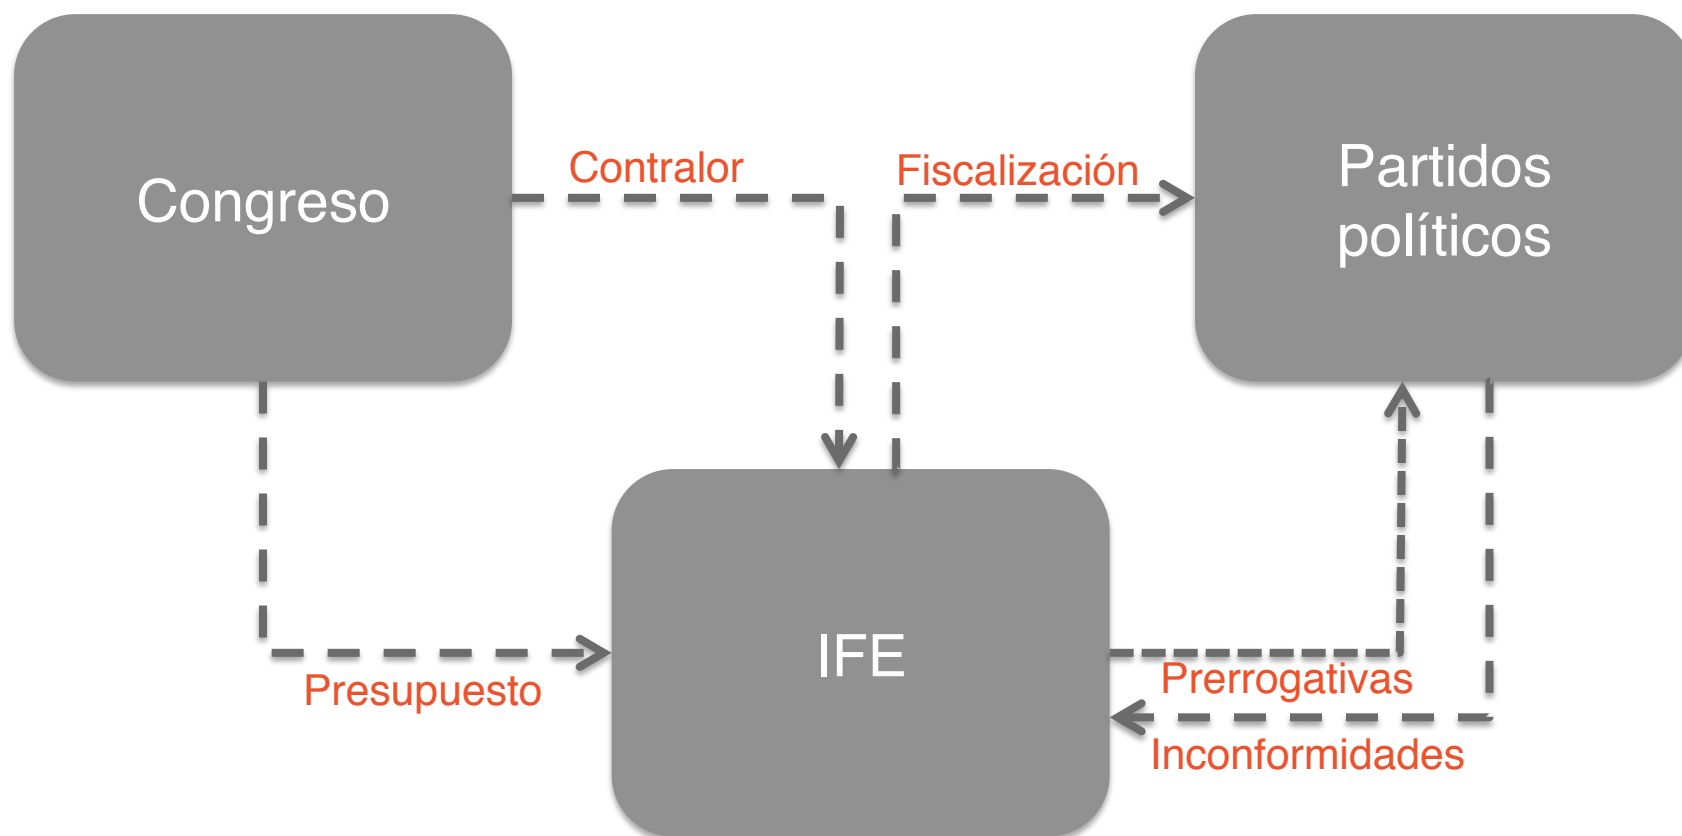 Congreso
Contralor
Fiscalización
Partidos
políticos
Presupuesto
IFE
Prerrogativas
Inconformidades